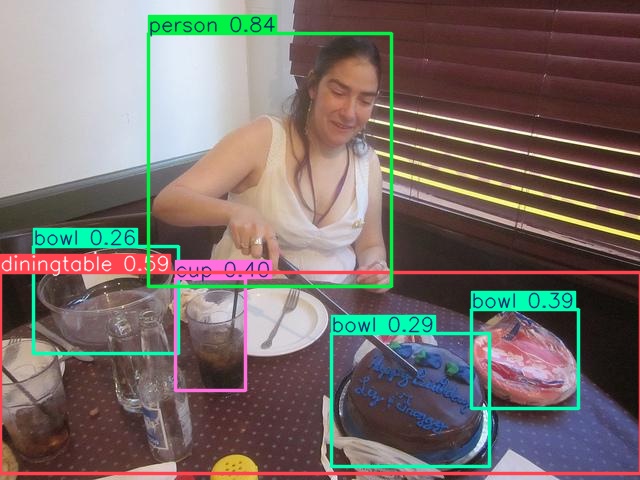 person 0.84
bowl 0.26
diningtable 0.59
cup 0.40
bowl 0.39
bowl 0.29
Happy Birthday